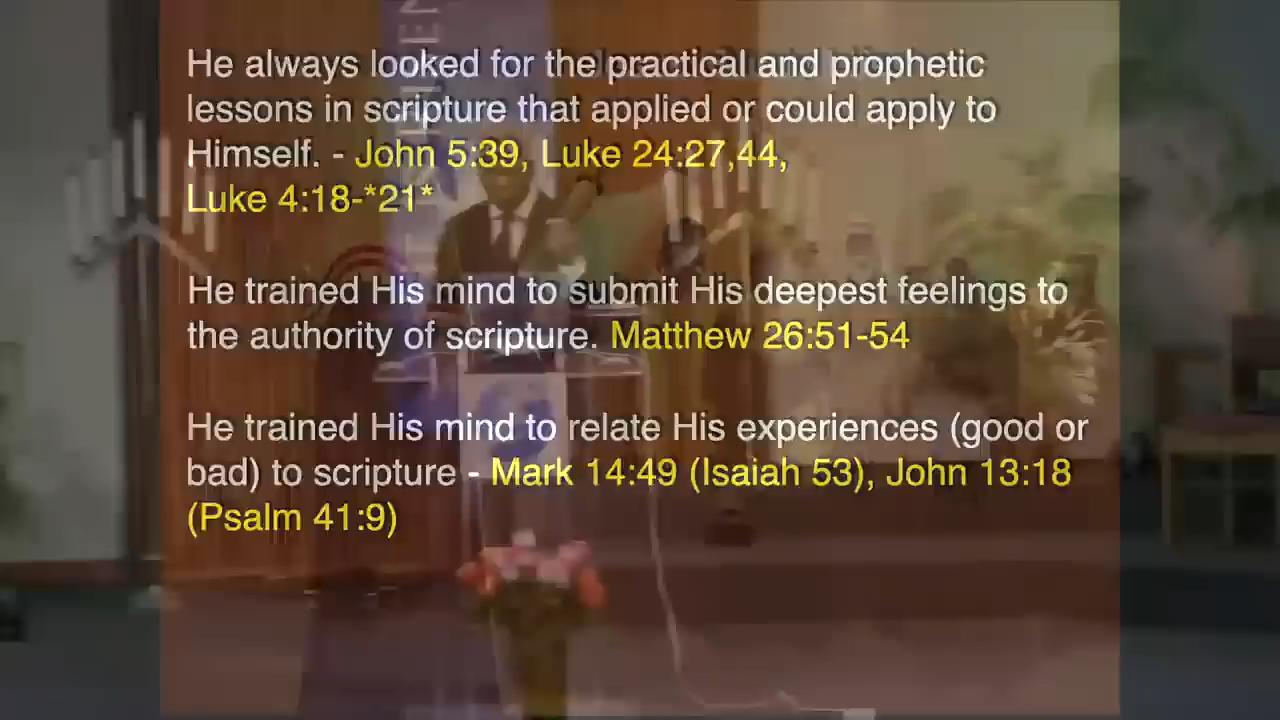 He always looked for the practical and prophetic
lessons in scripture that applied or could apply to
Himself. - John 5:39, Luke 24:27,44,
Luke 4:18-*21*
He trained His mind to submit His deepest feelings to
the authority of scripture. Matthew 26:51-54
He trained His mind to relate His experiences (good or
bad) to scripture - Mark 14:49 (Isaiah 53), John 13:18
(Psalm 41:9)